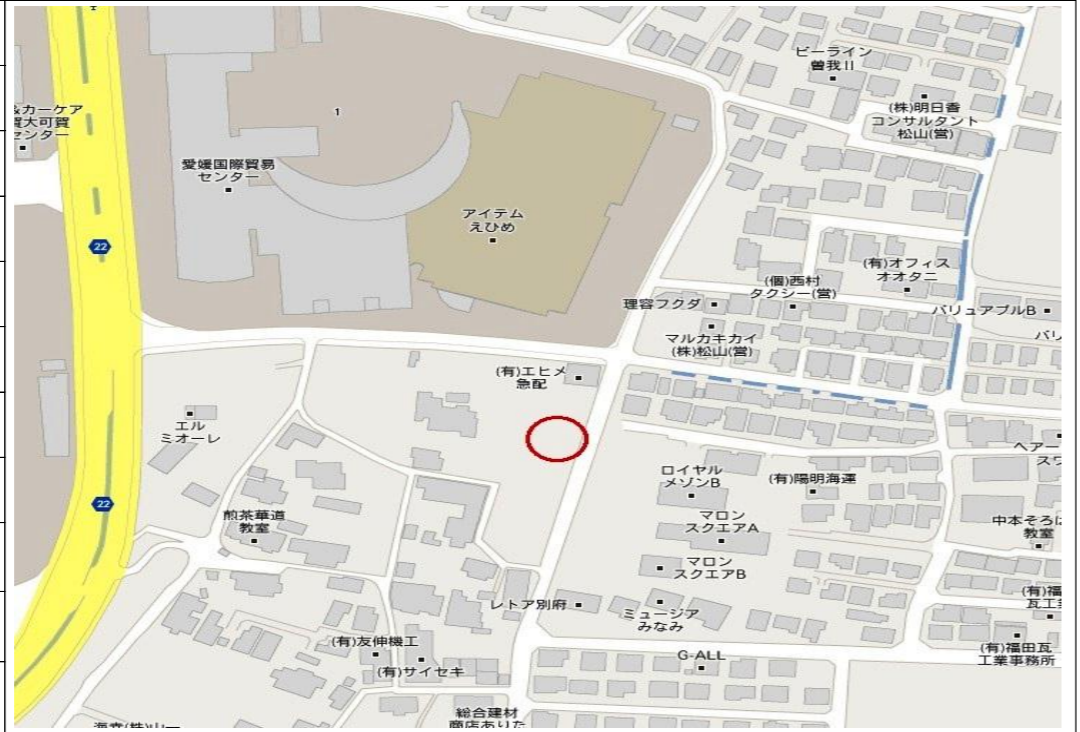 ビーライン
曽我II
(株)明日香
コンサルタント
松山(営)
&カーケア
賀大可賀
センター
1
愛媛国際貿易
センター
アイテム
えひめ
22
(有)オフィス
オオタニ
(個)西村
タクシー(営)
理容フクダ
バリュアブルB
マルカキカイ
(株)松山(営)
バリ
(有)エヒメ
急配
エル
ミオーレ
ヘアー
スワ
ロイヤル
メゾンB
(有)陽明海運
22
煎茶華道
教室
マロン
スクエアA
中本そろば
教室
マロン
スクエアB
レトア別府
ミュージア
みなみ
(有)福
瓦工
(有)友伸機工
(有)サイセキ
G-ALL
(有)福田瓦
工業事務所
総合建材
商店ありた